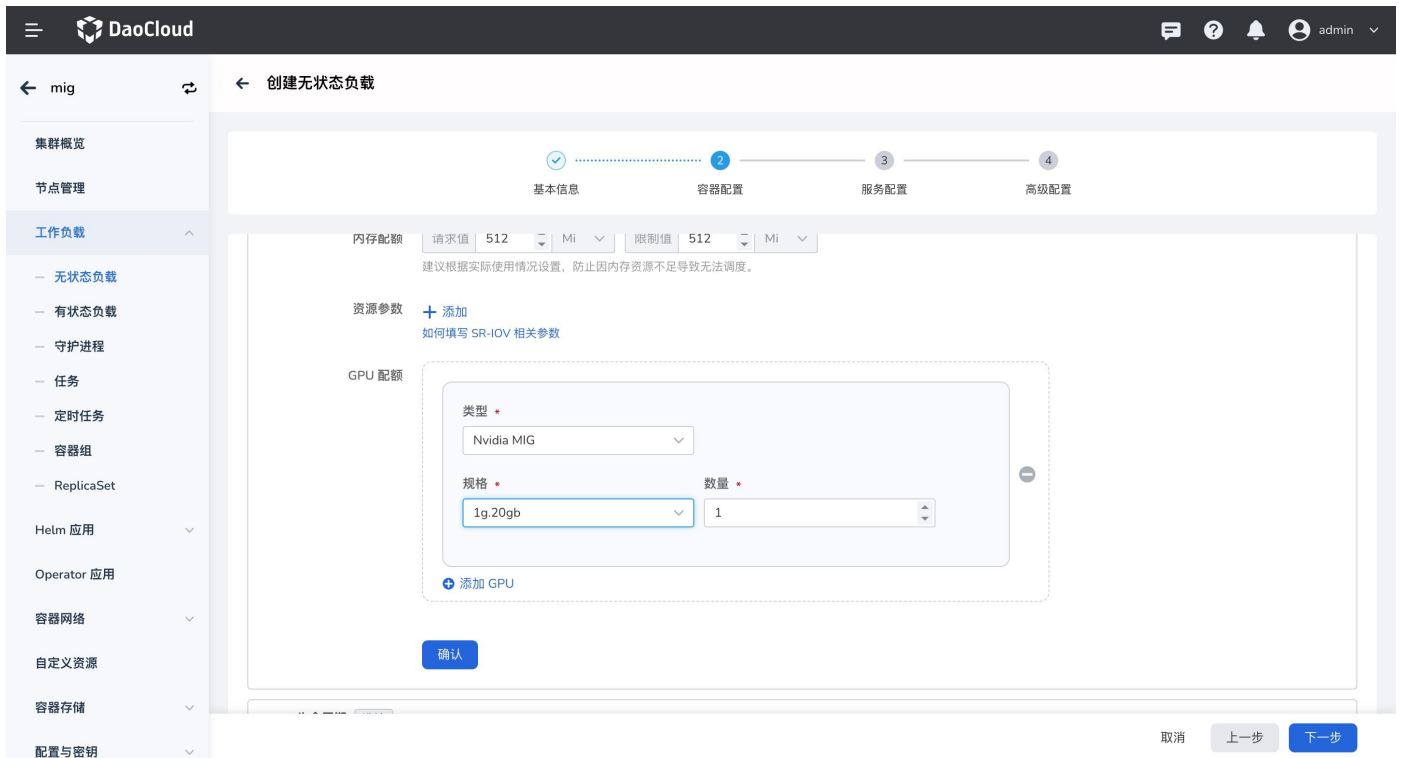 DaoCloud
admin
mig
创建无状态负载
集群概览
节点管理
工作负载
无状态负载
有状态负载
守护进程
任务
定时任务
容器组
ReplicaSet
Helm 应用
Operator 应用
容器网络
自定义资源
容器存储
配置与密钥
2
3
4
基本信息
容器配置
服务配置
高级配置
内存配额 请求值 512 Mi 限制值 512 Mi
建议根据实际使用情况设置，防止因内存资源不足导致无法调度。
资源参数 添加
如何填写 SR-IOV 相关参数
GPU 配额
类型 *
Nvidia MIG
规格 * 数量 *
1g.20gb 1
添加 GPU
确认
取消 上一步 下一步